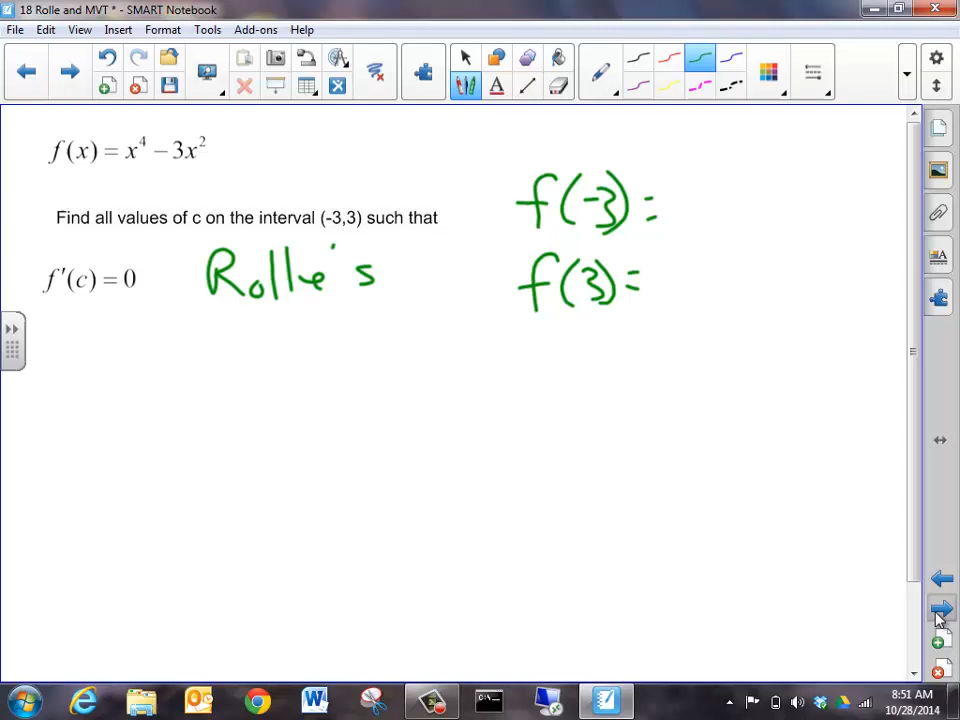 18 Rolle and MVT * - SMART Notebook
File Edit View Insert Format Tools Add-ons Help
f(x) = x⁴ − 3x²
Find all values of c on the interval (-3,3) such that
f′(c) = 0
Rolle's
f(-3) =
f(3) =
8:51 AM
10/28/2014